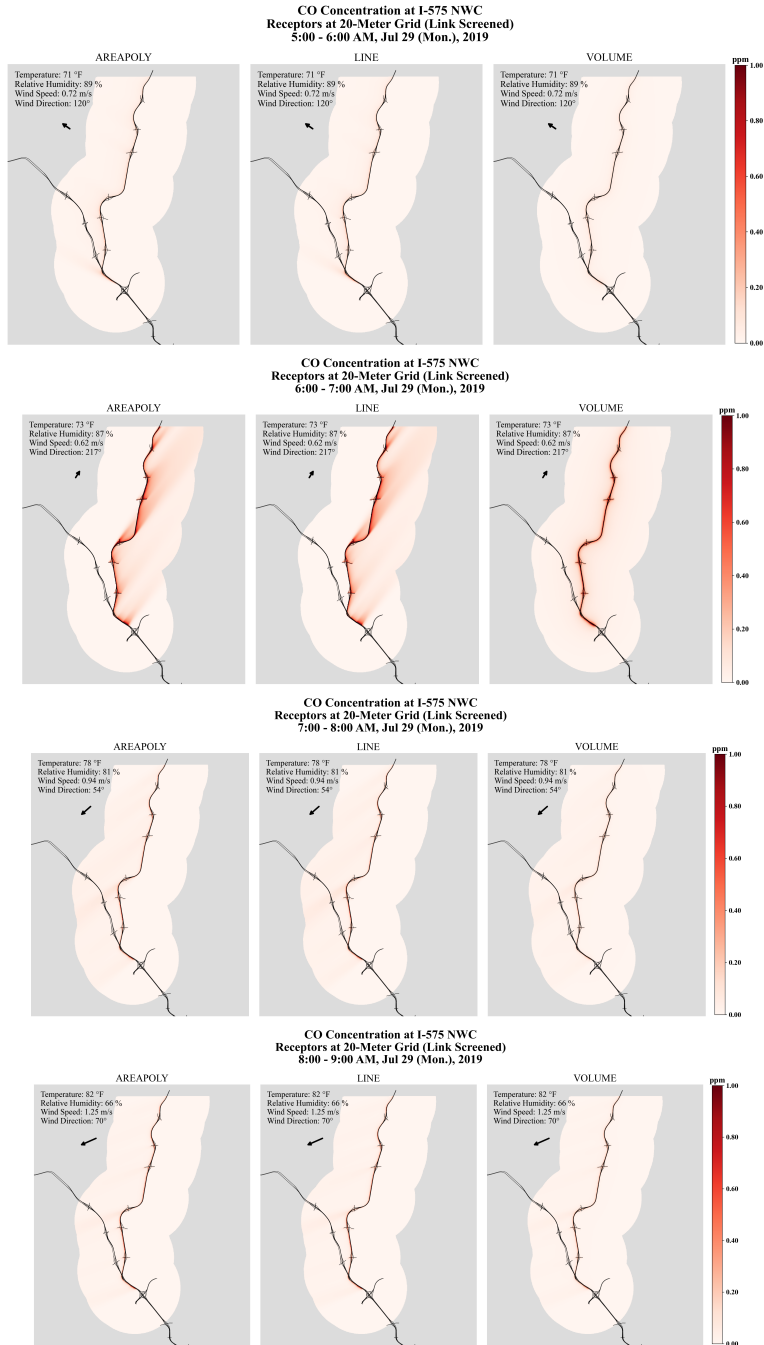 CO Concentration at I-575 NWC
Receptors at 20-Meter Grid (Link Screened)
5:00 - 6:00 AM, Jul 29 (Mon.), 2019
AREAPOLY
Temperature: 71 °F
Relative Humidity: 89 %
Wind Speed: 0.72 m/s
Wind Direction: 120°
LINE
Temperature: 71 °F
Relative Humidity: 89 %
Wind Speed: 0.72 m/s
Wind Direction: 120°
VOLUME
Temperature: 71 °F
Relative Humidity: 89 %
Wind Speed: 0.72 m/s
Wind Direction: 120°
ppm
1.00
0.80
0.60
0.40
0.20
0.00
CO Concentration at I-575 NWC
Receptors at 20-Meter Grid (Link Screened)
6:00 - 7:00 AM, Jul 29 (Mon.), 2019
AREAPOLY
Temperature: 73 °F
Relative Humidity: 87 %
Wind Speed: 0.62 m/s
Wind Direction: 217°
LINE
Temperature: 73 °F
Relative Humidity: 87 %
Wind Speed: 0.62 m/s
Wind Direction: 217°
VOLUME
Temperature: 73 °F
Relative Humidity: 87 %
Wind Speed: 0.62 m/s
Wind Direction: 217°
ppm
1.00
0.80
0.60
0.40
0.20
0.00
CO Concentration at I-575 NWC
Receptors at 20-Meter Grid (Link Screened)
7:00 - 8:00 AM, Jul 29 (Mon.), 2019
AREAPOLY
Temperature: 78 °F
Relative Humidity: 81 %
Wind Speed: 0.94 m/s
Wind Direction: 54°
LINE
Temperature: 78 °F
Relative Humidity: 81 %
Wind Speed: 0.94 m/s
Wind Direction: 54°
VOLUME
Temperature: 78 °F
Relative Humidity: 81 %
Wind Speed: 0.94 m/s
Wind Direction: 54°
ppm
1.00
0.80
0.60
0.40
0.20
0.00
CO Concentration at I-575 NWC
Receptors at 20-Meter Grid (Link Screened)
8:00 - 9:00 AM, Jul 29 (Mon.), 2019
AREAPOLY
Temperature: 82 °F
Relative Humidity: 66 %
Wind Speed: 1.25 m/s
Wind Direction: 70°
LINE
Temperature: 82 °F
Relative Humidity: 66 %
Wind Speed: 1.25 m/s
Wind Direction: 70°
VOLUME
Temperature: 82 °F
Relative Humidity: 66 %
Wind Speed: 1.25 m/s
Wind Direction: 70°
ppm
1.00
0.80
0.60
0.40
0.20
0.00